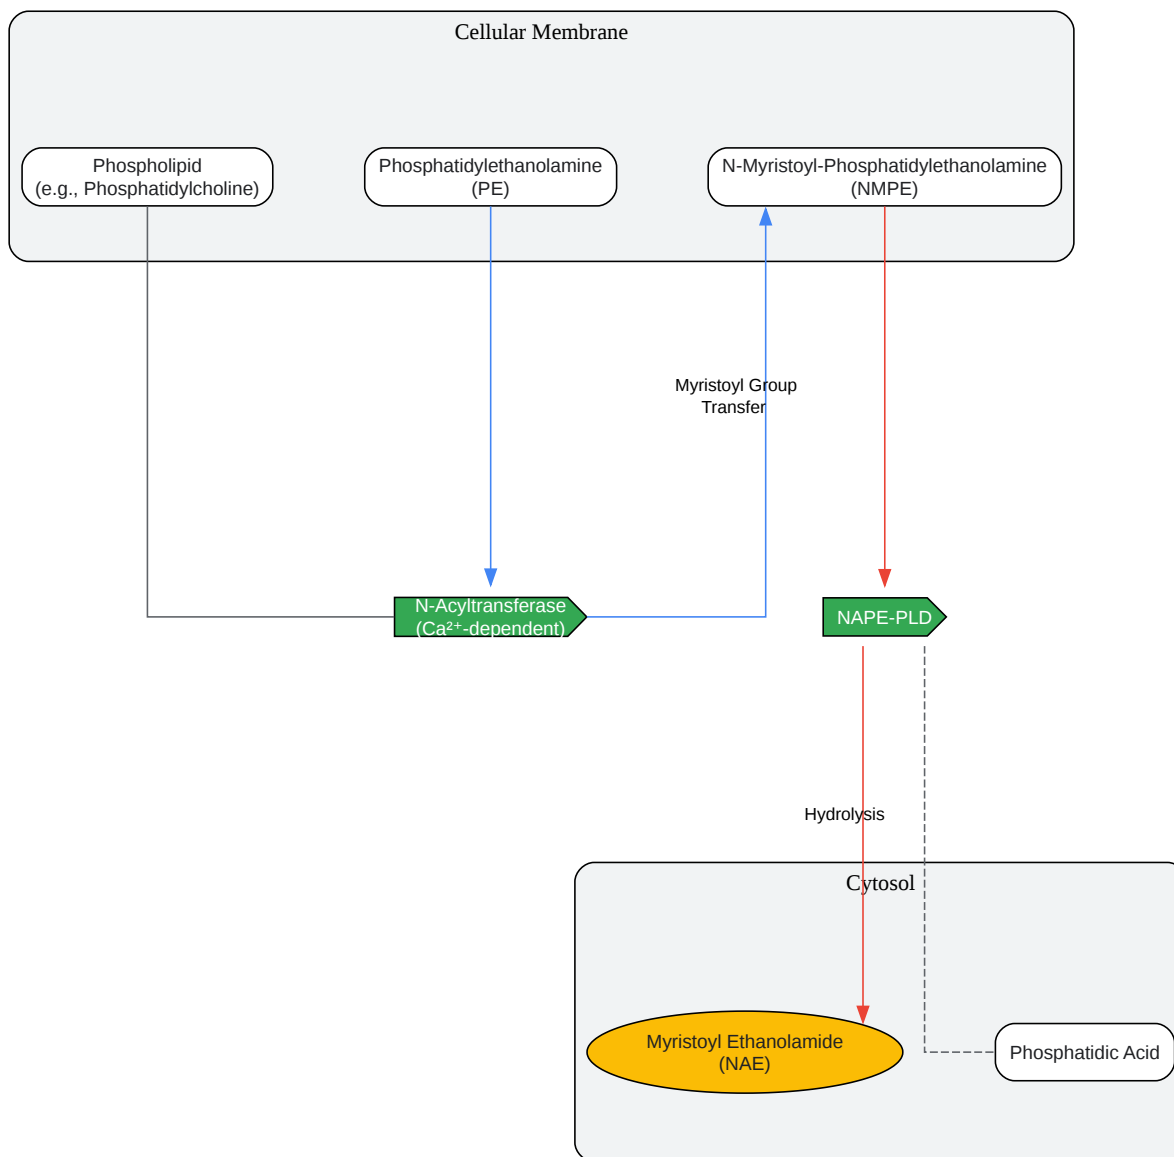 Cellular Membrane
Phospholipid
(e.g., Phosphatidylcholine)
Phosphatidylethanolamine
(PE)
N-Myristoyl-Phosphatidylethanolamine
(NMPE)
Myristoyl Group
Transfer
N-Acyltransferase
(Ca²⁺-dependent)
NAPE-PLD
Hydrolysis
Cytosol
Myristoyl Ethanolamide
(NAE)
Phosphatidic Acid